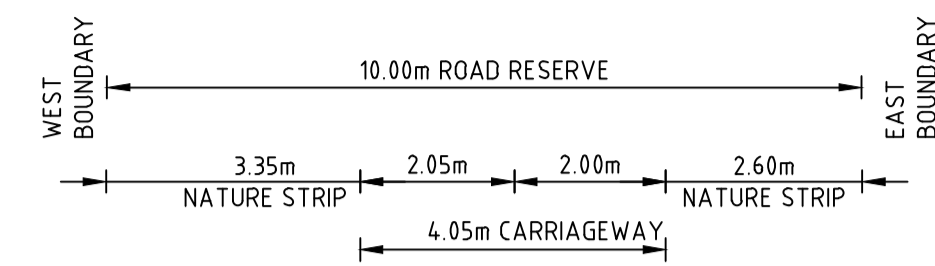 WEST
BOUNDARY
10.00m ROAD RESERVE
EAST
BOUNDARY
3.35m
2.05m
2.00m
2.60m
NATURE STRIP
NATURE STRIP
4.05m CARRIAGEWAY